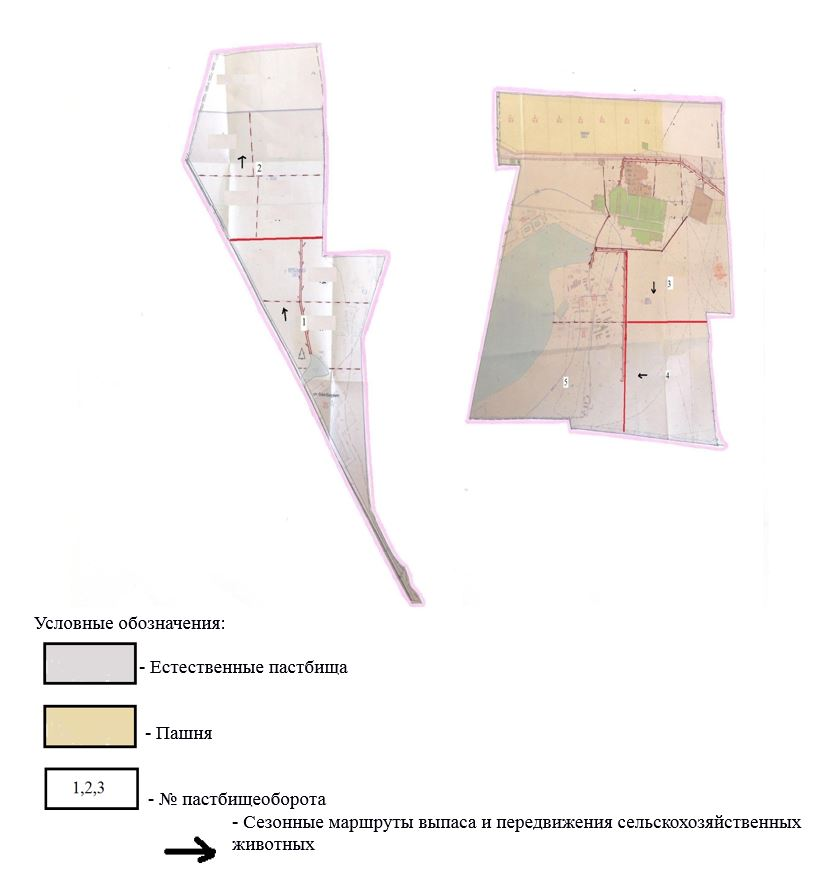 2
1
3
4
5
Условные обозначения:
- Естественные пастбища
- Пашня
1,2,3
- № пастбищеоборота
- Сезонные маршруты выпаса и передвижения сельскохозяйственных
животных